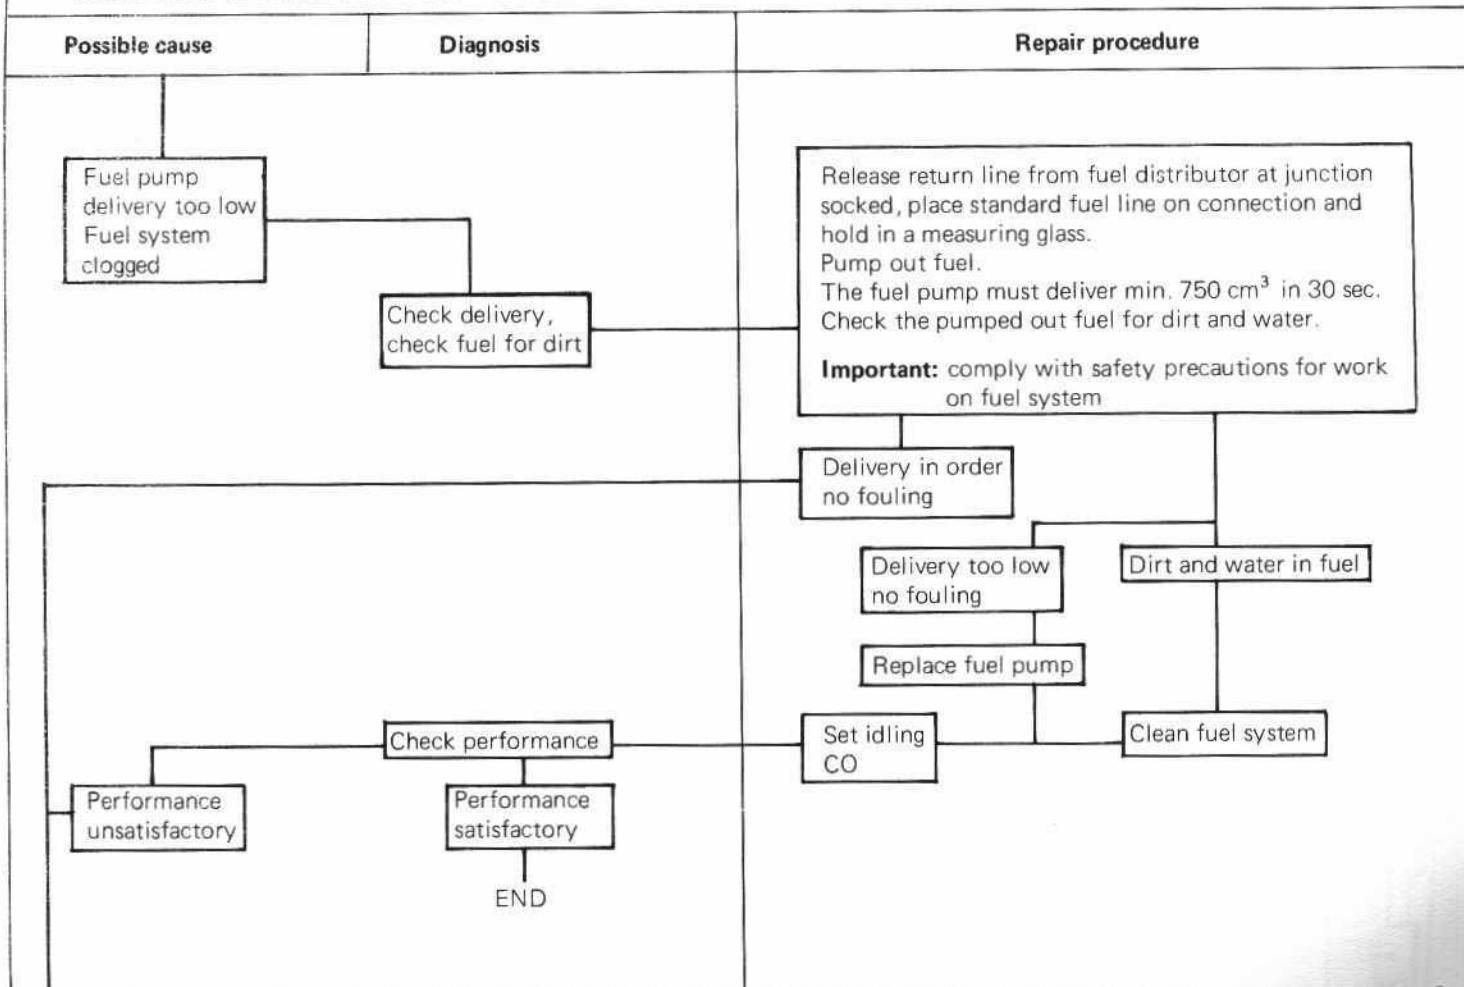 Possible cause
Diagnosis
Repair procedure
Fuel pump
delivery too low
Fuel system
clogged
Check delivery,
check fuel for dirt
Release return line from fuel distributor at junction
socked, place standard fuel line on connection and
hold in a measuring glass.
Pump out fuel.
The fuel pump must deliver min. 750 cm³ in 30 sec.
Check the pumped out fuel for dirt and water.
Important: comply with safety precautions for work
on fuel system
Delivery in order
no fouling
Delivery too low
no fouling
Dirt and water in fuel
Replace fuel pump
Clean fuel system
Set idling
CO
Check performance
Performance
unsatisfactory
Performance
satisfactory
END